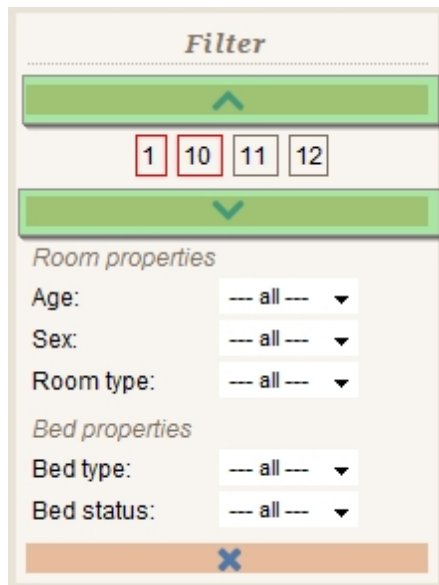 Filter
1 10 11 12
Room properties
Age: --- all ---
Sex: --- all ---
Room type: --- all ---
Bed properties
Bed type: --- all ---
Bed status: --- all ---